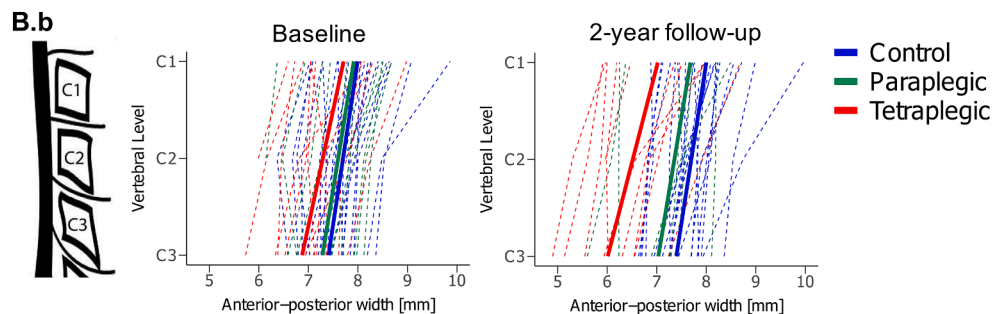 B.b
C1
C2
C3
Baseline
Vertebral Level
C1
C2
C3
5 6 7 8 9 10
Anterior–posterior width [mm]
2-year follow-up
Vertebral Level
C1
C2
C3
5 6 7 8 9 10
Anterior–posterior width [mm]
Control
Paraplegic
Tetraplegic